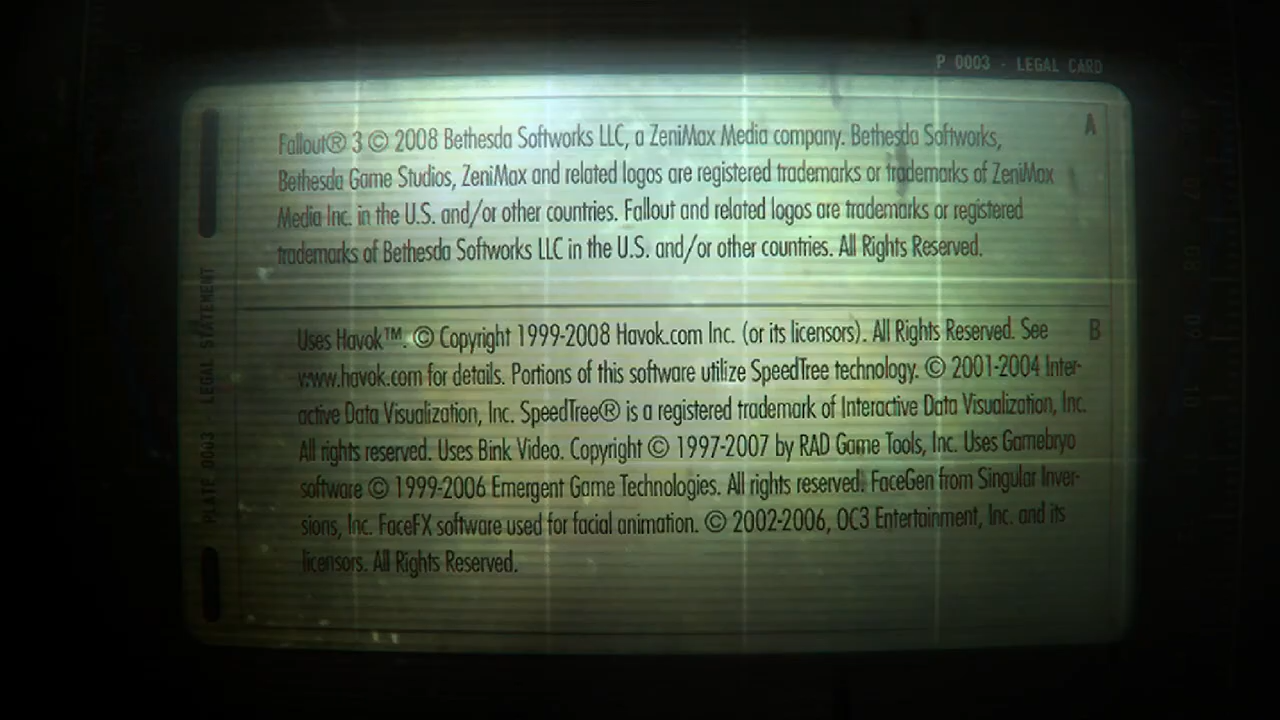 P 0003 - LEGAL CARD
A
Fallout® 3 © 2008 Bethesda Softworks LLC, a ZeniMax Media company. Bethesda Softworks,
Bethesda Game Studios, ZeniMax and related logos are registered trademarks or trademarks of ZeniMax
Media Inc. in the U.S. and/or other countries. Fallout and related logos are trademarks or registered
trademarks of Bethesda Softworks LLC in the U.S. and/or other countries. All Rights Reserved.
B
Uses Havok™. © Copyright 1999-2008 Havok.com Inc. (or its licensors). All Rights Reserved. See
www.havok.com for details. Portions of this software utilize SpeedTree technology. © 2001-2004 Inter-
active Data Visualization, Inc. SpeedTree® is a registered trademark of Interactive Data Visualization, Inc.
All rights reserved. Uses Bink Video. Copyright © 1997-2007 by RAD Game Tools, Inc. Uses Gamebryo
software © 1999-2006 Emergent Game Technologies. All rights reserved. FaceGen from Singular Inver-
sions, Inc. FaceFX software used for facial animation. © 2002-2006, OC3 Entertainment, Inc. and its
licensors. All Rights Reserved.
PLATE 0003 - LEGAL STATEMENT